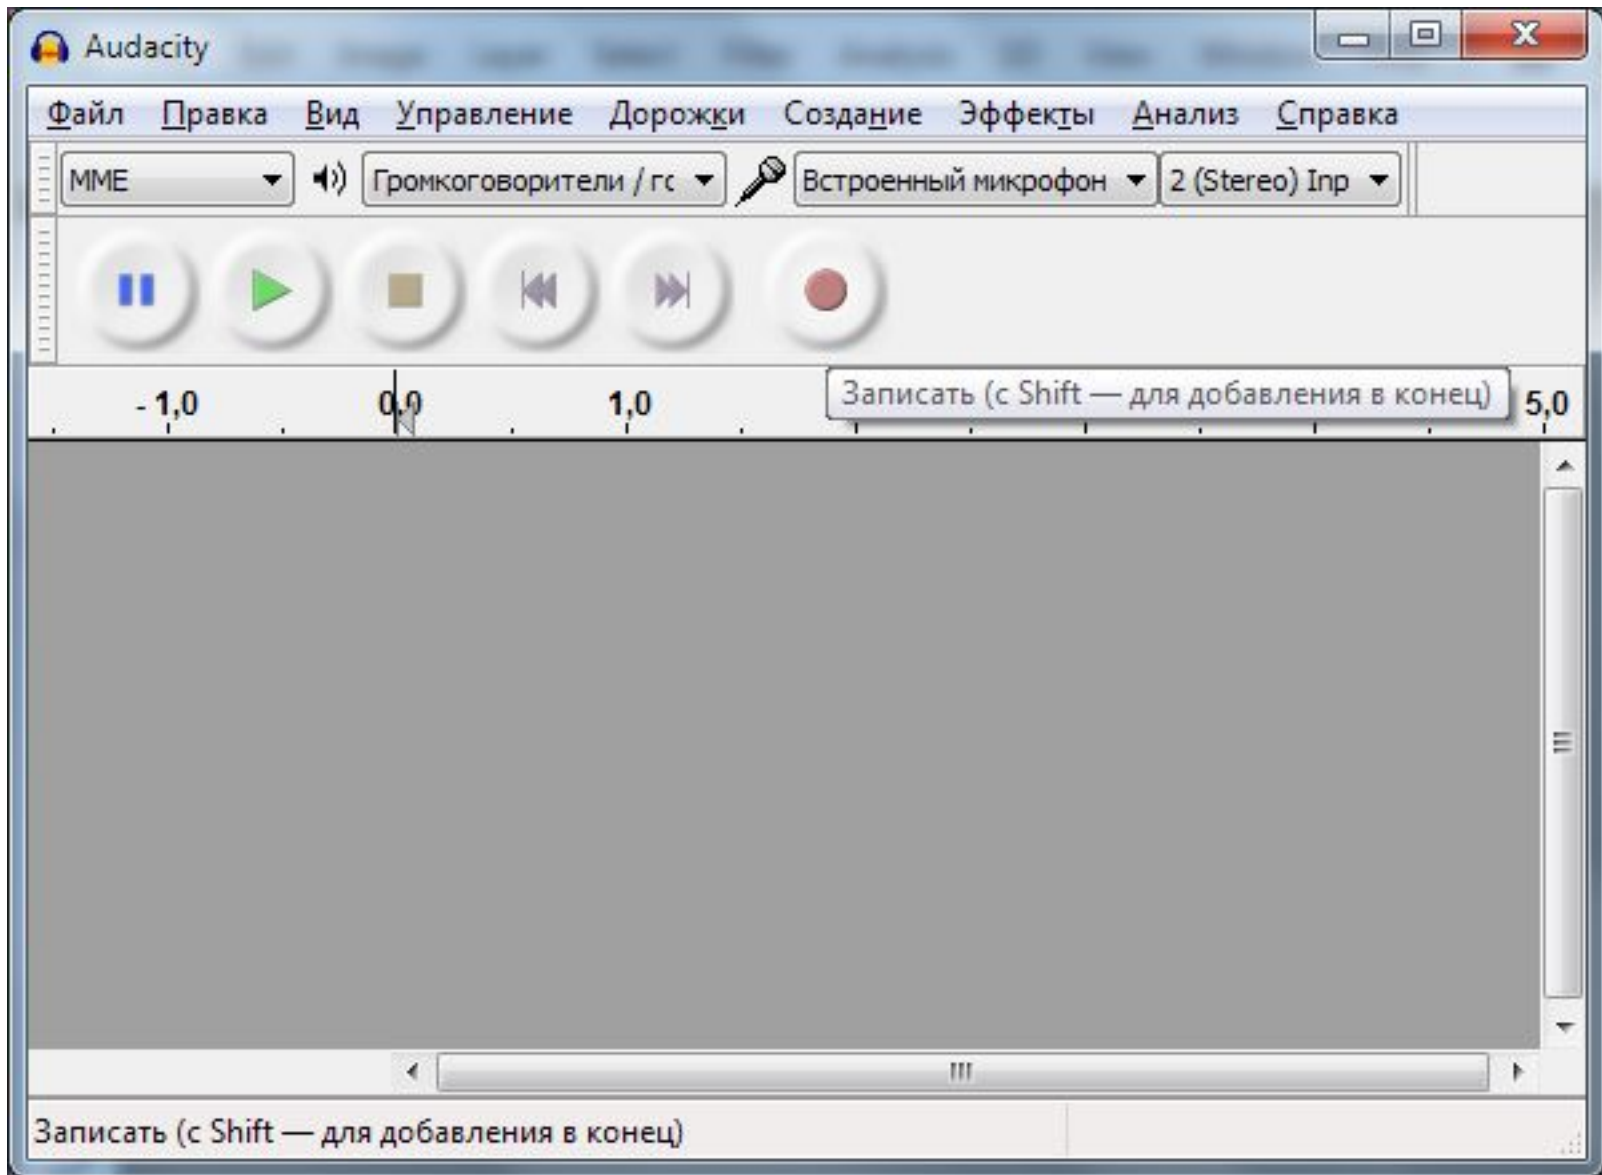 Audacity
Файл Правка Вид Управление Дорожки Создание Эффекты Анализ Справка
MME Громкоговорители / гс Встроенный микрофон 2 (Stereo) Inp
- 1,0 0,0 1,0 5,0
Записать (с Shift — для добавления в конец)
Записать (с Shift — для добавления в конец)